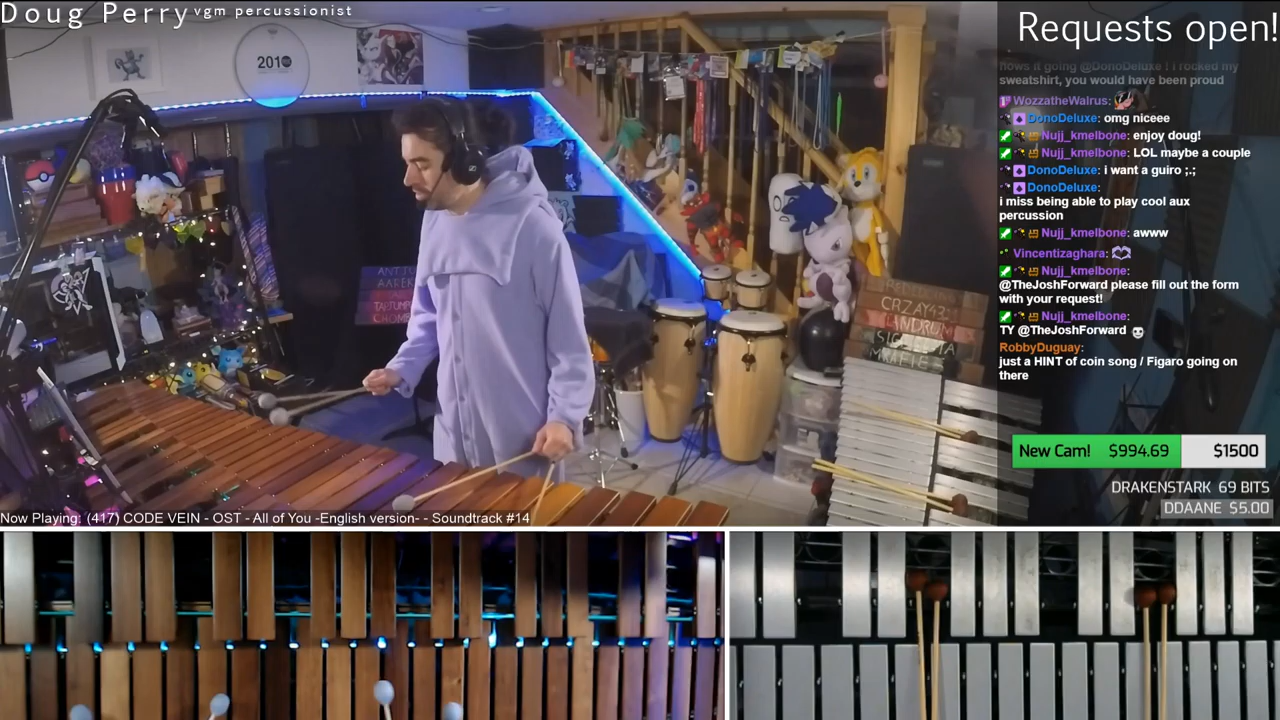 Doug Perry vgm percussionist
Requests open!
2010
hows it going @DonoDeluxe ! i rocked my
sweatshirt, you would have been proud
WozzatheWalrus:
DonoDeluxe: omg niceee
Nujj_kmelbone: enjoy doug!
Nujj_kmelbone: LOL maybe a couple
DonoDeluxe: i want a guiro ;.;
DonoDeluxe:
i miss being able to play cool aux
percussion
Nujj_kmelbone: awww
Vincentizaghara:
Nujj_kmelbone:
@TheJoshForward please fill out the form
with your request!
Nujj_kmelbone:
TY @TheJoshForward
RobbyDuguay:
just a HINT of coin song / Figaro going on
there
CRZAY43
LANDRUM
New Cam! $994.69 $1500
DRAKENSTARK 69 BITS
DDAANE $5.00
Now Playing: (417) CODE VEIN - OST - All of You -English version- - Soundtrack #14